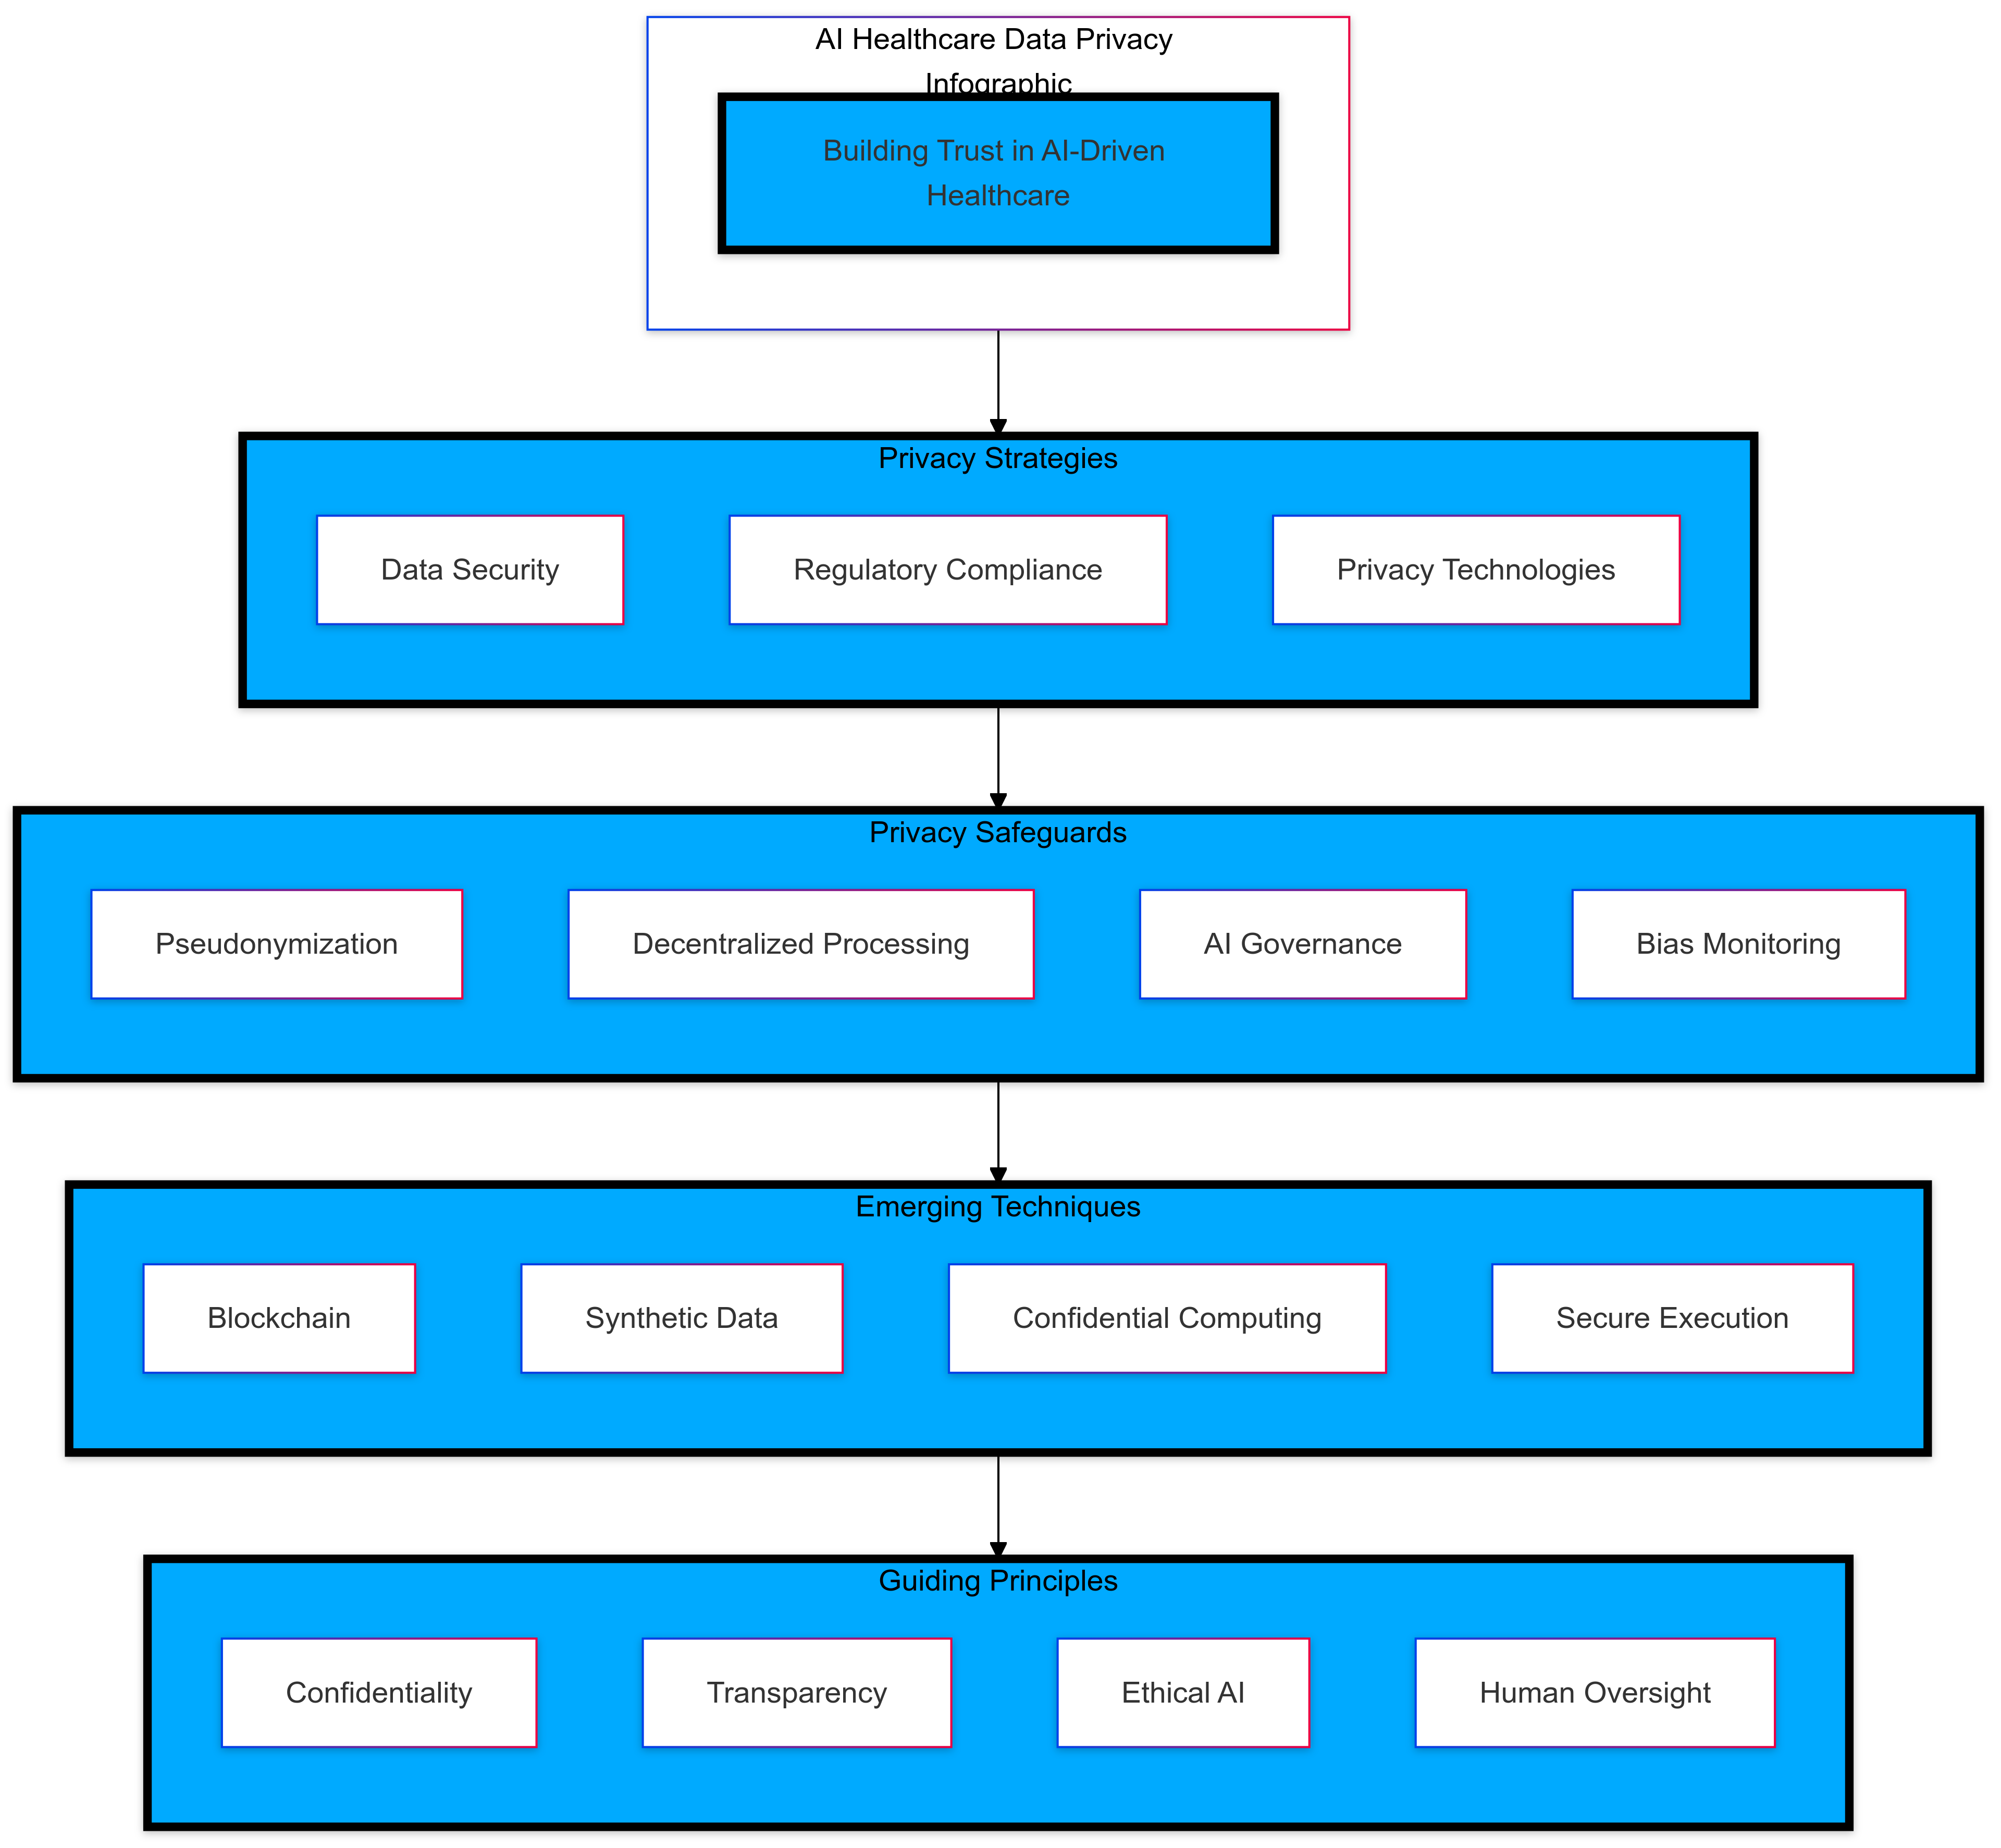 AI Healthcare Data Privacy
Infographic
Building Trust in AI-Driven
Healthcare
Privacy Strategies
Data Security
Regulatory Compliance
Privacy Technologies
Privacy Safeguards
Pseudonymization
Decentralized Processing
AI Governance
Bias Monitoring
Emerging Techniques
Blockchain
Synthetic Data
Confidential Computing
Secure Execution
Guiding Principles
Confidentiality
Transparency
Ethical AI
Human Oversight